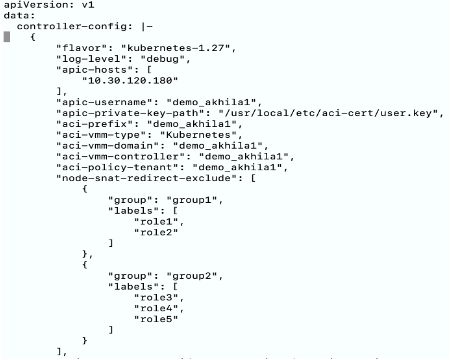 apiVersion: v1
data:
  controller-config: |-
    {
        "flavor": "kubernetes-1.27",
        "log-level": "debug",
        "apic-hosts": [
            "10.30.120.180"
        ],
        "apic-username": "demo_akhila1",
        "apic-private-key-path": "/usr/local/etc/aci-cert/user.key",
        "aci-prefix": "demo_akhila1",
        "aci-vmm-type": "Kubernetes",
        "aci-vmm-domain": "demo_akhila1",
        "aci-vmm-controller": "demo_akhila1",
        "aci-policy-tenant": "demo_akhila1",
        "node-snat-redirect-exclude": [
            {
                "group": "group1",
                "labels": [
                    "role1",
                    "role2"
                ]
            },
            {
                "group": "group2",
                "labels": [
                    "role3",
                    "role4",
                    "role5"
                ]
            }
        ],